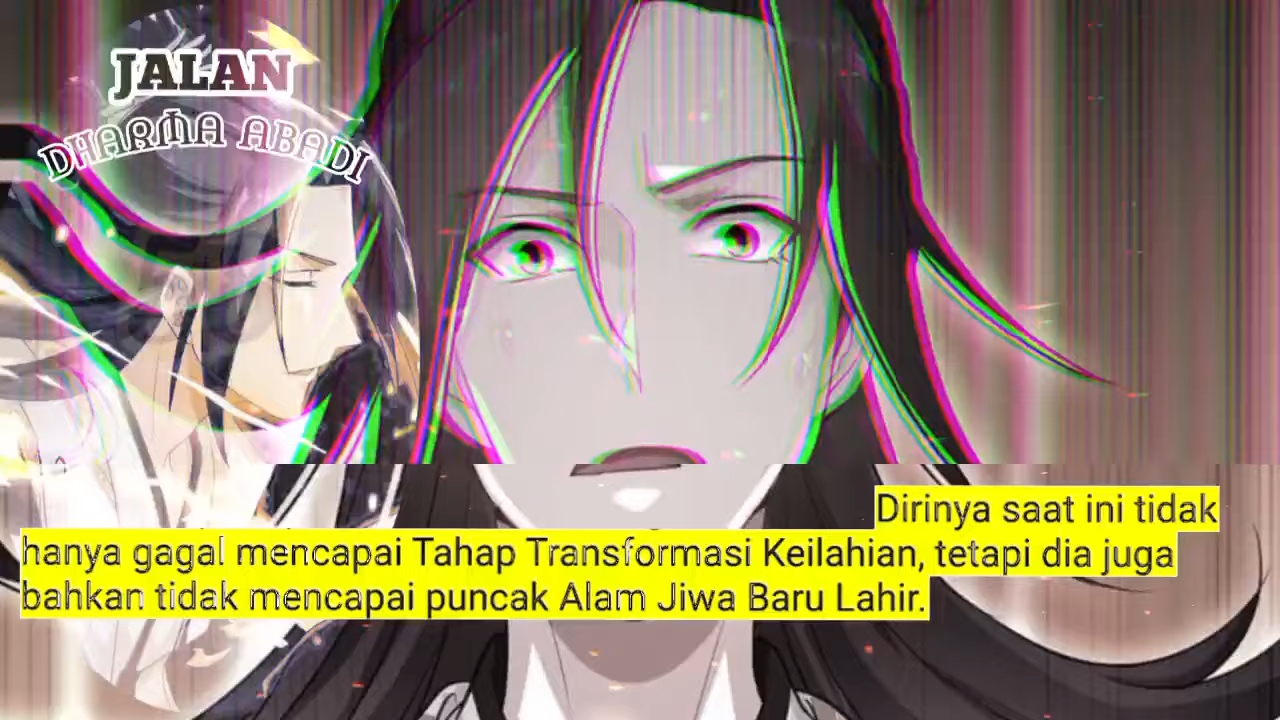 JALAN
DHARMA ABADI
Dirinya saat ini tidak
hanya gagal mencapai Tahap Transformasi Keilahian, tetapi dia juga
bahkan tidak mencapai puncak Alam Jiwa Baru Lahir.